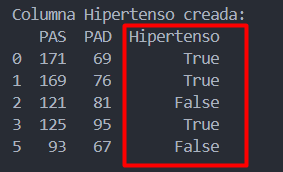 Columna Hipertenso creada:
PAS PAD Hipertenso
0 171 69 True
1 169 76 True
2 121 81 False
3 125 95 True
5 93 67 False